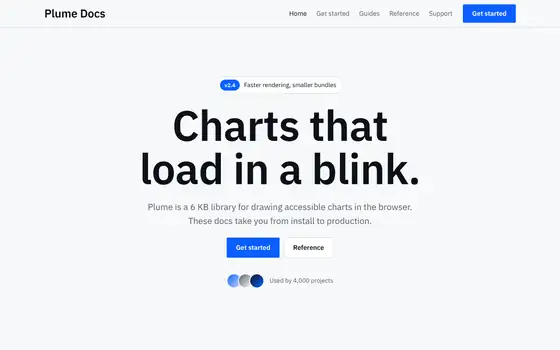 Plume Docs
Home
Get started
Guides
Reference
Support
Get started
v2.4 Faster rendering, smaller bundles
Charts that
load in a blink.
Plume is a 6 KB library for drawing accessible charts in the browser.
These docs take you from install to production.
Get started
Reference
Used by 4,000 projects